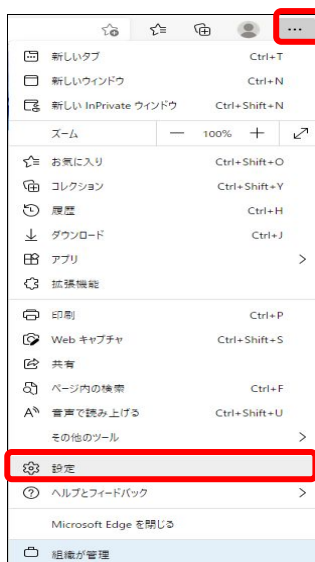 新しいタブ Ctrl+T
新しいウィンドウ Ctrl+N
新しい InPrivate ウィンドウ Ctrl+Shift+N
ズーム — 100% +
お気に入り Ctrl+Shift+O
コレクション Ctrl+Shift+Y
履歴 Ctrl+H
ダウンロード Ctrl+J
アプリ
拡張機能
印刷 Ctrl+P
Web キャプチャ Ctrl+Shift+S
共有
ページ内の検索 Ctrl+F
音声で読み上げる Ctrl+Shift+U
その他のツール
設定
ヘルプとフィードバック
Microsoft Edge を閉じる
組織が管理